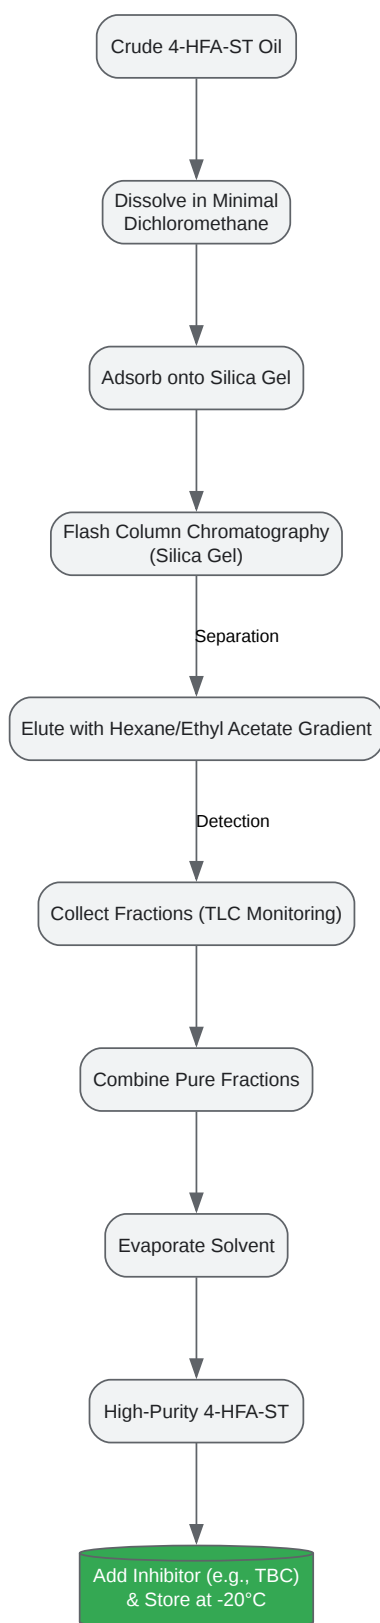 Crude 4-HFA-ST Oil
Dissolve in Minimal
Dichloromethane
Adsorb onto Silica Gel
Flash Column Chromatography
(Silica Gel)
Separation
Elute with Hexane/Ethyl Acetate Gradient
Detection
Collect Fractions (TLC Monitoring)
Combine Pure Fractions
Evaporate Solvent
High-Purity 4-HFA-ST
Add Inhibitor (e.g., TBC)
& Store at -20°C